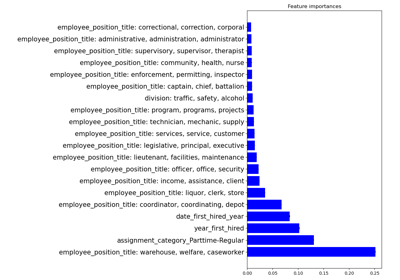 Feature importances
employee_position_title: correctional, correction, corporal
employee_position_title: administrative, administration, administrator
employee_position_title: supervisory, supervisor, therapist
employee_position_title: community, health, nurse
employee_position_title: enforcement, permitting, inspector
employee_position_title: captain, chief, battalion
division: traffic, safety, alcohol
employee_position_title: program, programs, projects
employee_position_title: technician, mechanic, supply
employee_position_title: services, service, customer
employee_position_title: legislative, principal, executive
employee_position_title: lieutenant, facilities, maintenance
employee_position_title: officer, office, security
employee_position_title: income, assistance, client
employee_position_title: liquor, clerk, store
employee_position_title: coordinator, coordinating, depot
date_first_hired_year
year_first_hired
assignment_category_Parttime-Regular
employee_position_title: warehouse, welfare, caseworker
0.00 0.05 0.10 0.15 0.20 0.25